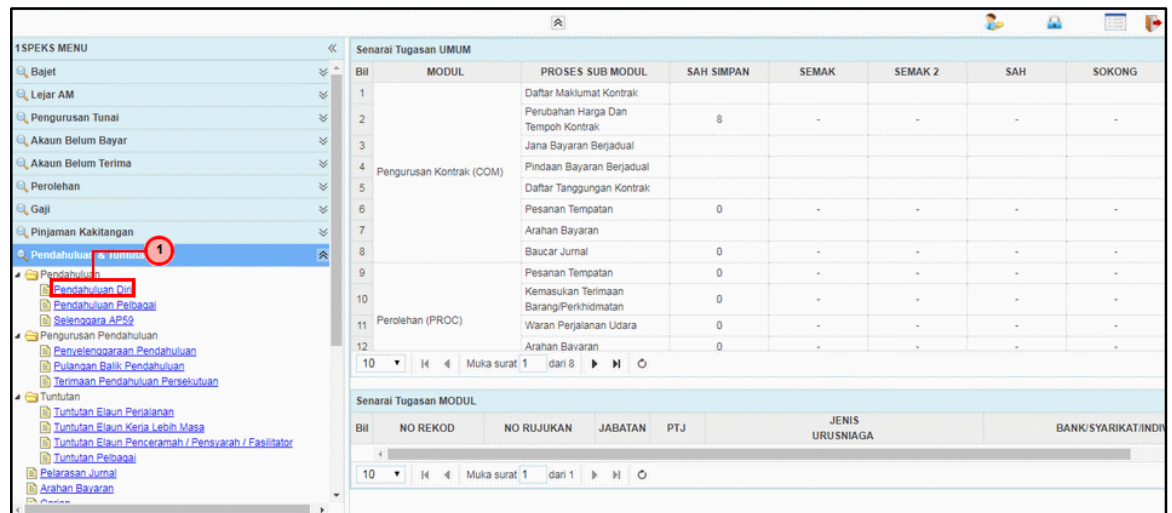 1SPEKS MENU
Bajet
Lejar AM
Pengurusan Tunai
Akaun Belum Bayar
Akaun Belum Terima
Perolehan
Gaji
Pinjaman Kakitangan
Pendahuluan & Tuntuta
1
Pendahuluan
Pendahuluan Diri
Pendahuluan Pelbagai
Selenggara AP59
Pengurusan Pendahuluan
Penyelenggaraan Pendahuluan
Pulangan Balik Pendahuluan
Terimaan Pendahuluan Persekutuan
Tuntutan
Tuntutan Elaun Perjalanan
Tuntutan Elaun Kerja Lebih Masa
Tuntutan Elaun Penceramah / Pensyarah / Fasilitator
Tuntutan Pelbagai
Pelarasan Jurnal
Arahan Bayaran
Senarai Tugasan UMUM
Bil MODUL PROSES SUB MODUL SAH SIMPAN SEMAK SEMAK 2 SAH SOKONG
1 Daftar Maklumat Kontrak
2 Perubahan Harga Dan Tempoh Kontrak 8 - - - -
3 Jana Bayaran Berjadual
4 Pengurusan Kontrak (COM) Pindaan Bayaran Berjadual
5 Daftar Tanggungan Kontrak
6 Pesanan Tempatan 0 - - - -
7 Arahan Bayaran
8 Baucar Jurnal 0 - - - -
9 Pesanan Tempatan 0 - - - -
10 Kemasukan Terimaan Barang/Perkhidmatan 0 - - - -
11 Perolehan (PROC) Waran Perjalanan Udara 0 - - - -
12 Arahan Bayaran 0 - - - -
10 Muka surat 1 dari 8
Senarai Tugasan MODUL
Bil NO REKOD NO RUJUKAN JABATAN PTJ JENIS URUSNIAGA BANK/SYARIKAT/INDIV
10 Muka surat 1 dari 1